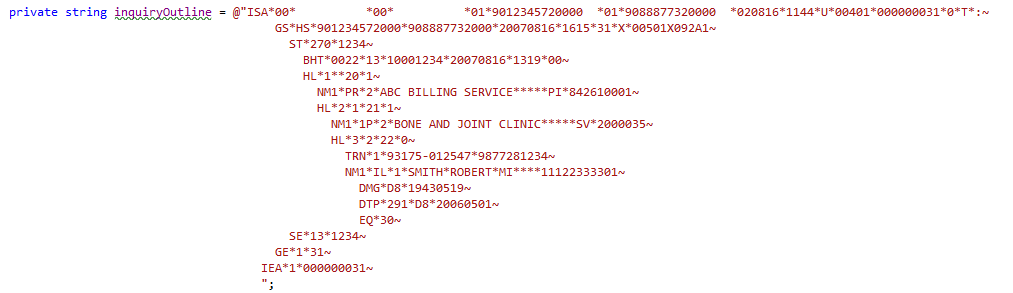 private string inquiryOutline = @"ISA*00*          *00*          *01*9012345720000  *01*9088877320000  *020816*1144*U*00401*000000031*0*T*:~
GS*HS*901234572000*908887732000*20070816*1615*31*X*00501X092A1~
ST*270*1234~
BHT*0022*13*10001234*20070816*1319*00~
HL*1**20*1~
NM1*PR*2*ABC BILLING SERVICE*****PI*842610001~
HL*2*1*21*1~
NM1*1P*2*BONE AND JOINT CLINIC*****SV*2000035~
HL*3*2*22*0~
TRN*1*93175-012547*9877281234~
NM1*IL*1*SMITH*ROBERT*MI****11122333301~
DMG*D8*19430519~
DTP*291*D8*20060501~
EQ*30~
SE*13*1234~
GE*1*31~
IEA*1*000000031~
";